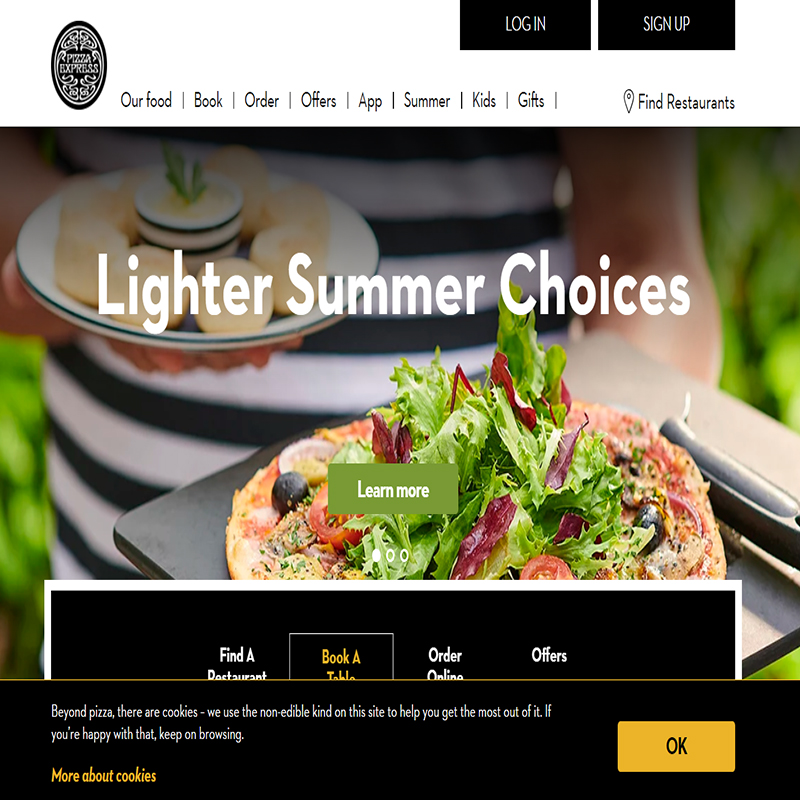 LOG IN
SIGN UP
PIZZA
EXPRESS
Our food | Book | Order | Offers | App | Summer | Kids | Gifts |
Find Restaurants
Lighter Summer Choices
Learn more
Find A
Restaurant
Book A
Table
Order
Online
Offers
Beyond pizza, there are cookies – we use the non-edible kind on this site to help you get the most out of it. If
you're happy with that, keep on browsing.
OK
More about cookies